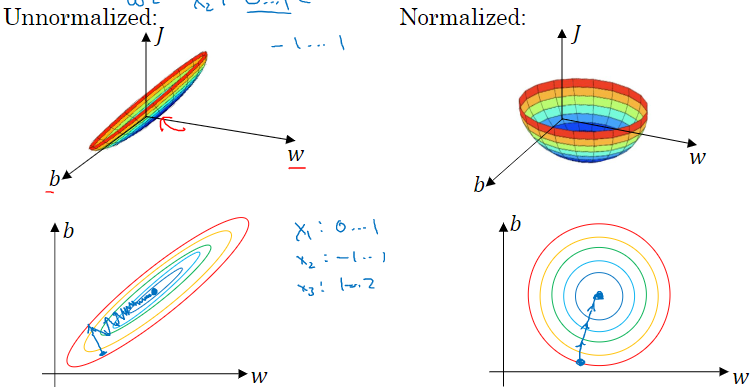 Unnormalized:
Normalized:
-1...1
J
w
b
J
w
b
b
w
x₁: 0...1
x₂: -1...1
x₃: 1...2
b
w